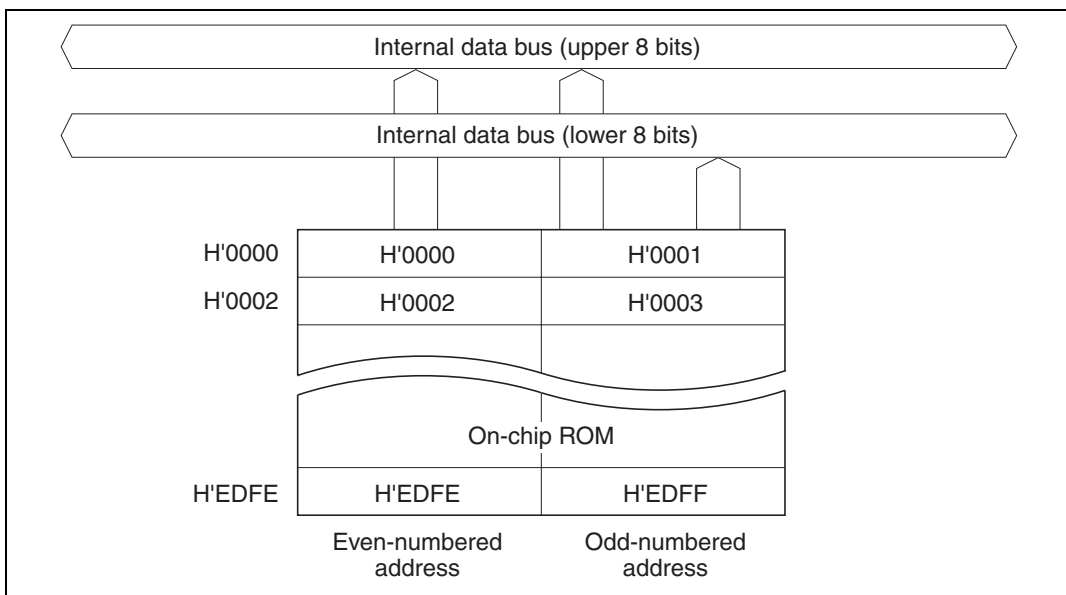 Internal data bus (upper 8 bits)
Internal data bus (lower 8 bits)
H'0000 H'0000 H'0001
H'0002 H'0002 H'0003
On-chip ROM
H'EDFE H'EDFE H'EDFF
Even-numbered address
Odd-numbered address